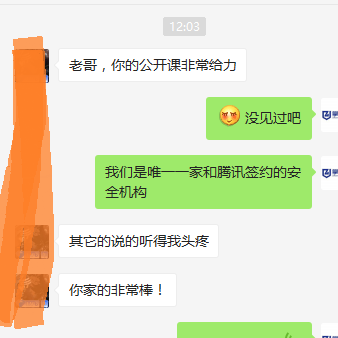 12:03
老哥，你的公开课非常给力
没见过吧
我们是唯一一家和腾讯签约的安
全机构
其它的说的听得我头疼
你家的非常棒！